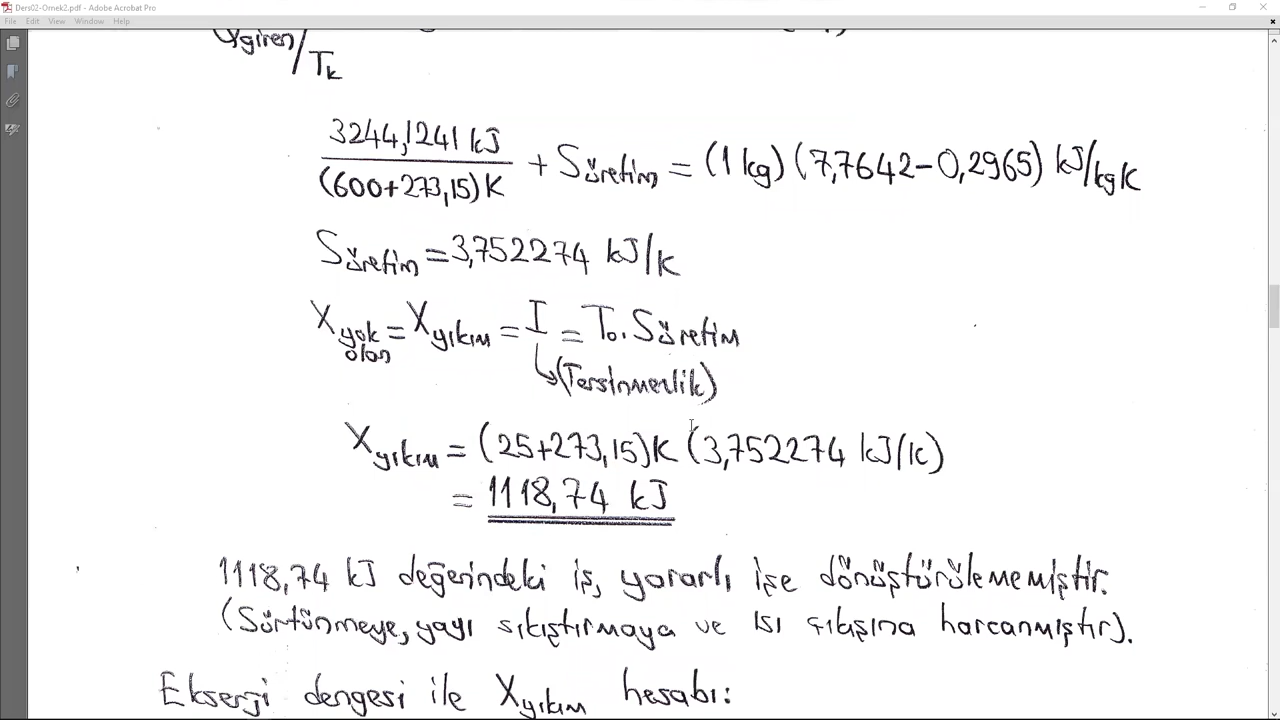 Ders02-Ornek2.pdf - Adobe Acrobat Pro
File Edit View Window Help
giren/Tk
3244,1241 kJ
(600+273,15)K + Süretim = (1 kg) (7,7642-0,2965) kJ/kgK
Süretim = 3,752274 kJ/K
Xyok olan = Xyıkım = I = T0.Süretim
(Tersinmezlik)
Xyıkım = (25+273,15)K (3,752274 kJ/K)
= 1118,74 kJ
1118,74 kJ değerindeki iş, yararlı işe dönüştürülememiştir.
(Sürtünmeye, yayı sıkıştırmaya ve ısı çıkışına harcanmıştır).
Ekserji dengesi ile Xyıkım hesabı: